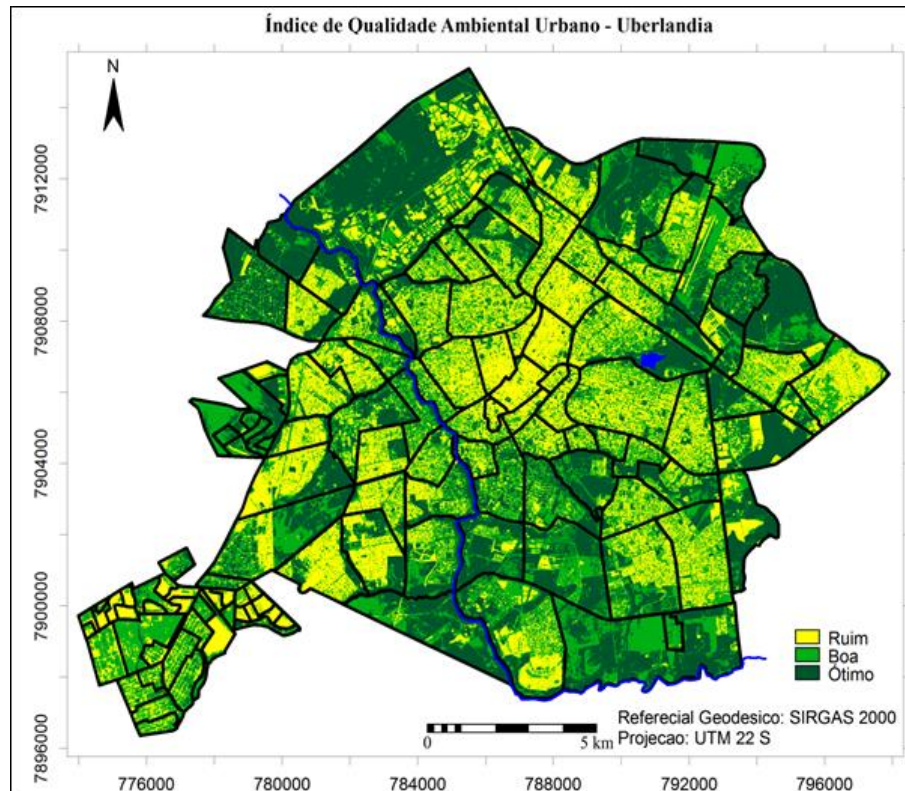 Índice de Qualidade Ambiental Urbano - Uberlandia
N
7912000
7908000
7904000
7900000
7896000
Ruim
Boa
Otimo
0
5 km
Referecial Geodesico: SIRGAS 2000
Projecao: UTM 22 S
776000 780000 784000 788000 792000 796000